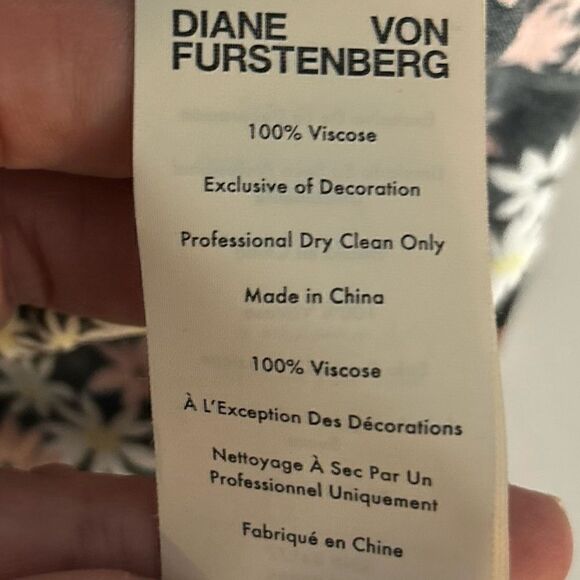 DIANE VON
FURSTENBERG
100% Viscose
Exclusive of Decoration
Professional Dry Clean Only
Made in China
100% Viscose
À L'Exception Des Décorations
Nettoyage À Sec Par Un
Professionnel Uniquement
Fabriqué en Chine